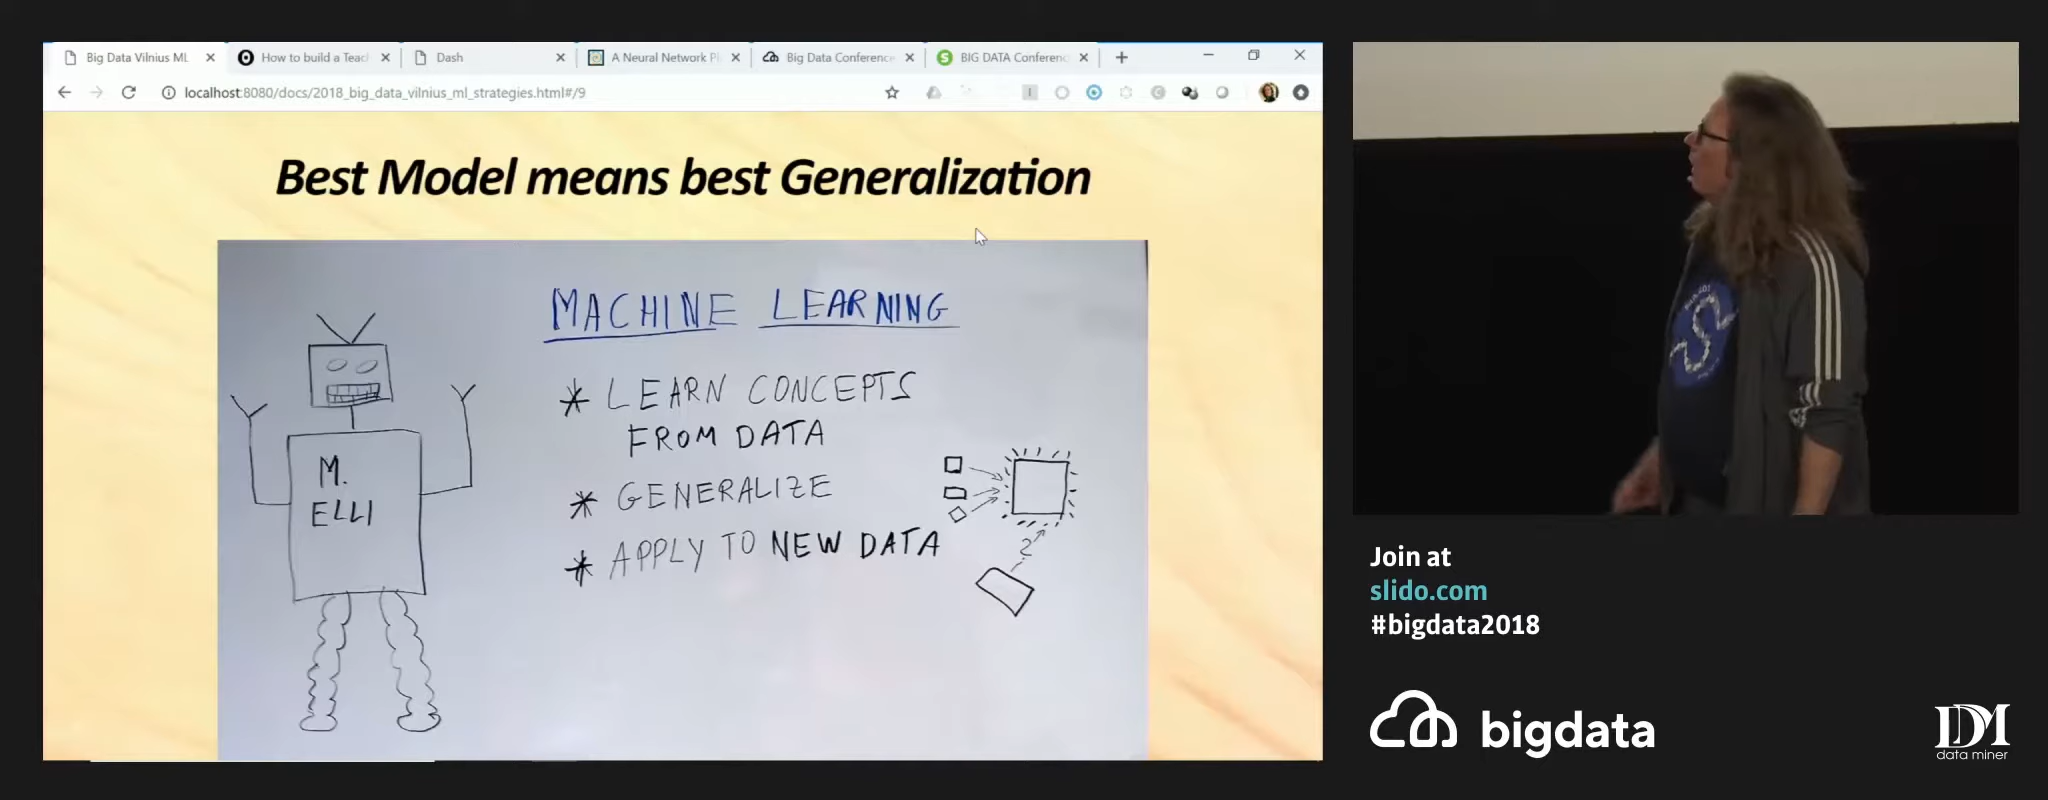 Big Data Vilnius ML
How to build a Teac
Dash
A Neural Network Pl
Big Data Conference
BIG DATA Conferenc
localhost:8080/docs/2018_big_data_vilnius_ml_strategies.html#/9
Best Model means best Generalization
MACHINE LEARNING
* LEARN CONCEPTS
FROM DATA
* GENERALIZE
* APPLY TO NEW DATA
?
M.
ELLI
Join at
slido.com
#bigdata2018
bigdata
DM
data miner